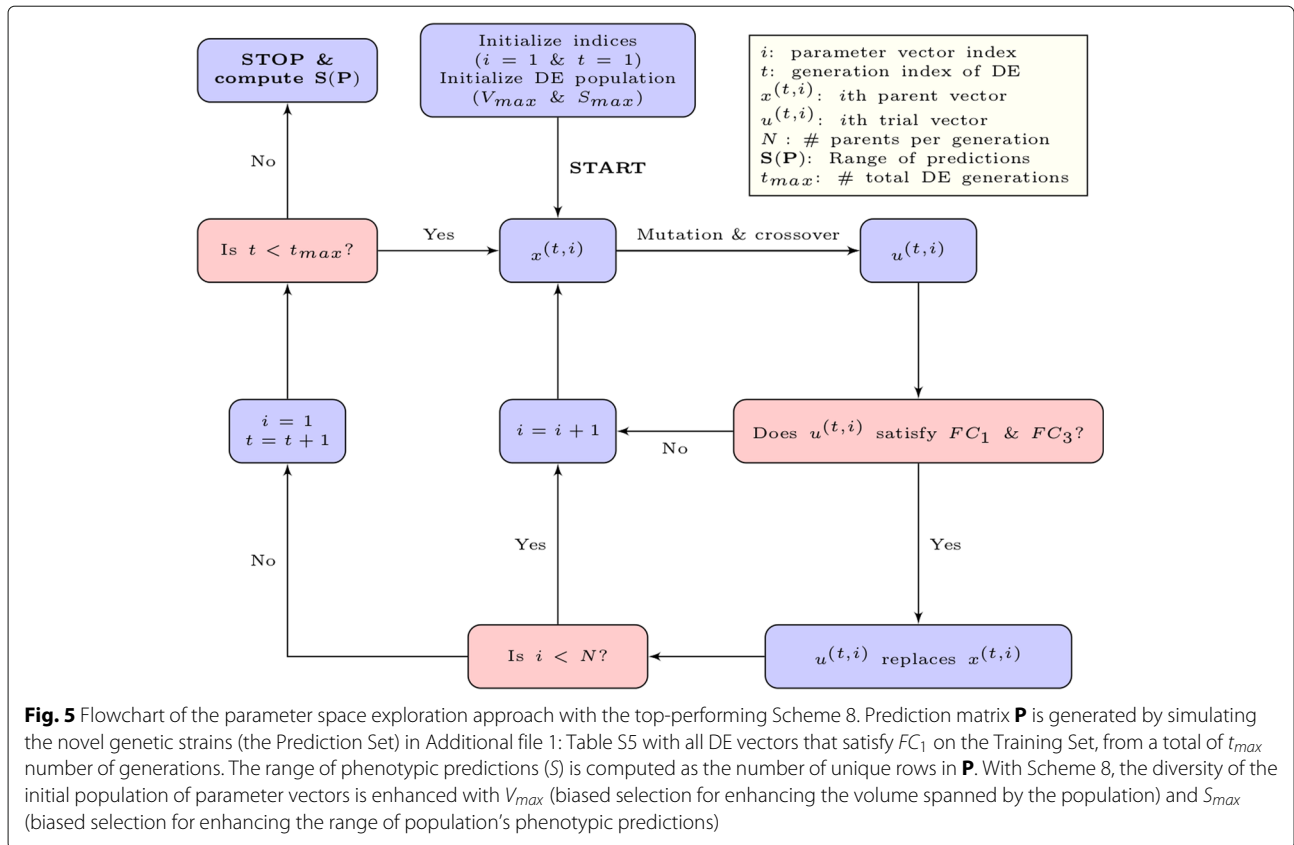 STOP &
compute S(P)
Initialize indices
(i = 1 & t = 1)
Initialize DE population
(V_max & S_max)
i: parameter vector index
t: generation index of DE
x^(t,i): ith parent vector
u^(t,i): ith trial vector
N : # parents per generation
S(P): Range of predictions
t_max: # total DE generations
No
START
Is t < t_max?
Yes
x^(t,i)
Mutation & crossover
u^(t,i)
i = 1
t = t + 1
i = i + 1
No
Does u^(t,i) satisfy FC_1 & FC_3?
No
Yes
Yes
Is i < N?
u^(t,i) replaces x^(t,i)
Fig. 5 Flowchart of the parameter space exploration approach with the top-performing Scheme 8. Prediction matrix P is generated by simulating
the novel genetic strains (the Prediction Set) in Additional file 1: Table S5 with all DE vectors that satisfy FC_1 on the Training Set, from a total of t_max
number of generations. The range of phenotypic predictions (S) is computed as the number of unique rows in P. With Scheme 8, the diversity of the
initial population of parameter vectors is enhanced with V_max (biased selection for enhancing the volume spanned by the population) and S_max
(biased selection for enhancing the range of population's phenotypic predictions)